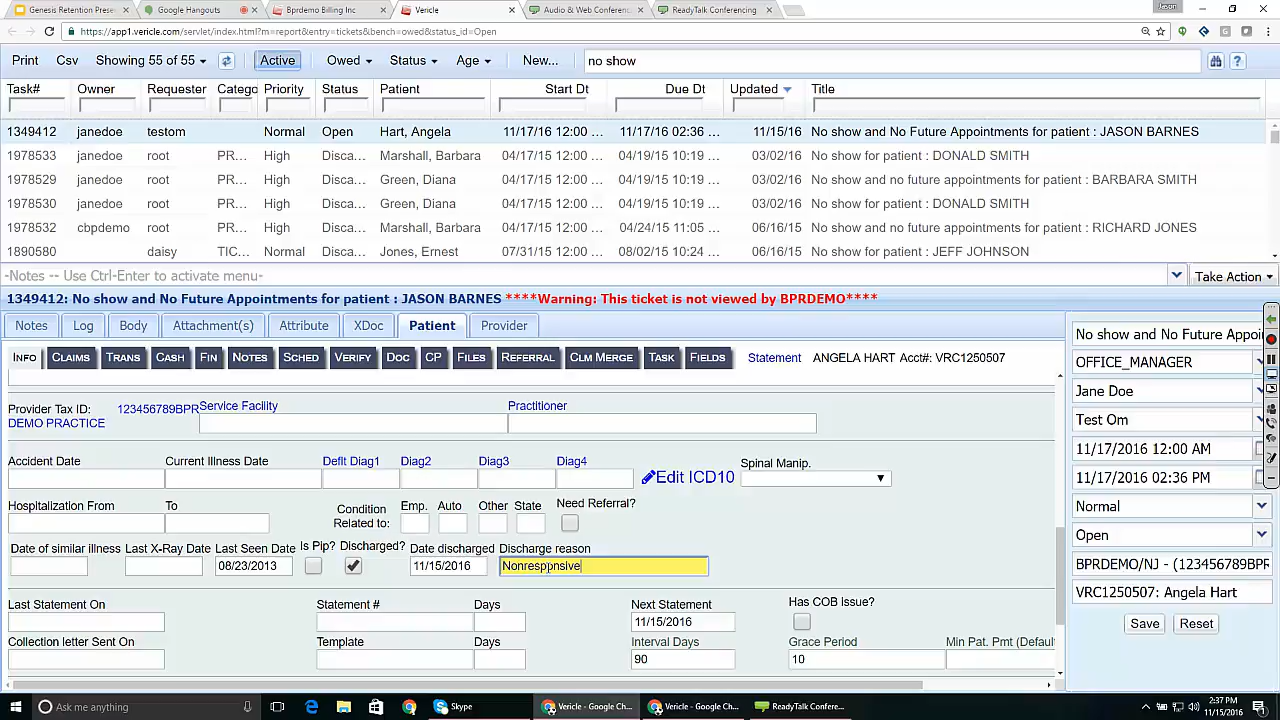 Genesis Retention Preser
Google Hangouts
Bprdemo Billing Inc
Vericle
Audio & Web Conferenc
ReadyTalk Conferencing
Jason
https://app1.vericle.com/servlet/index.html?m=report&entry=tickets&bench=owed&status_id=Open
Print Csv Showing 55 of 55 Active Owed Status Age New... no show
Task# Owner Requester Catego Priority Status Patient Start Dt Due Dt Updated Title
1349412 janedoe testom Normal Open Hart, Angela 11/17/16 12:00 ... 11/17/16 02:36 ... 11/15/16 No show and No Future Appointments for patient : JASON BARNES
1978533 janedoe root PR... High Disca... Marshall, Barbara 04/17/15 12:00 ... 04/19/15 10:19 ... 03/02/16 No show for patient : DONALD SMITH
1978529 janedoe root PR... High Disca... Green, Diana 04/17/15 12:00 ... 04/19/15 10:19 ... 03/02/16 No show and no future appointments for patient : BARBARA SMITH
1978530 janedoe root PR... High Disca... Green, Diana 04/17/15 12:00 ... 04/19/15 10:19 ... 03/02/16 No show for patient : DONALD SMITH
1978532 cbpdemo root PR... High Disca... Marshall, Barbara 04/17/15 12:00 ... 04/24/15 11:05 ... 06/16/15 No show and no future appointments for patient : RICHARD JONES
1890580 daisy TIC... Normal Disca... Jones, Ernest 07/31/15 12:00 ... 08/02/15 10:24 ... 06/16/15 No show for patient : JEFF JOHNSON
-Notes -- Use Ctrl-Enter to activate menu- Take Action
1349412: No show and No Future Appointments for patient : JASON BARNES ****Warning: This ticket is not viewed by BPRDEMO****
Notes Log Body Attachment(s) Attribute XDoc Patient Provider
INFO CLAIMS TRANS CASH FIN NOTES SCHED VERIFY DOC CP FILES REFERRAL CLM MERGE TASK FIELDS Statement ANGELA HART Acct#: VRC1250507
Provider Tax ID: 123456789BPR Service Facility Practitioner
DEMO PRACTICE
Accident Date Current Illness Date Deflt Diag1 Diag2 Diag3 Diag4 Edit ICD10 Spinal Manip.
Hospitalization From To Condition Related to: Emp. Auto Other State Need Referral?
Date of similar illness Last X-Ray Date Last Seen Date Is Pip? Discharged? Date discharged Discharge reason
08/23/2013 11/15/2016 Nonresponsive
Last Statement On Statement # Days Next Statement Has COB Issue?
11/15/2016
Collection letter Sent On Template Days Interval Days Grace Period Min Pat. Pmt (Defau
90 10
No show and No Future Appoi
OFFICE_MANAGER
Jane Doe
Test Om
11/17/2016 12:00 AM
11/17/2016 02:36 PM
Normal
Open
BPRDEMO/NJ - (123456789BPR
VRC1250507: Angela Hart
Save Reset
Ask me anything
Skype
Vericle - Google Ch...
Vericle - Google Ch...
ReadyTalk Conferе...
2:37 PM
11/15/2016